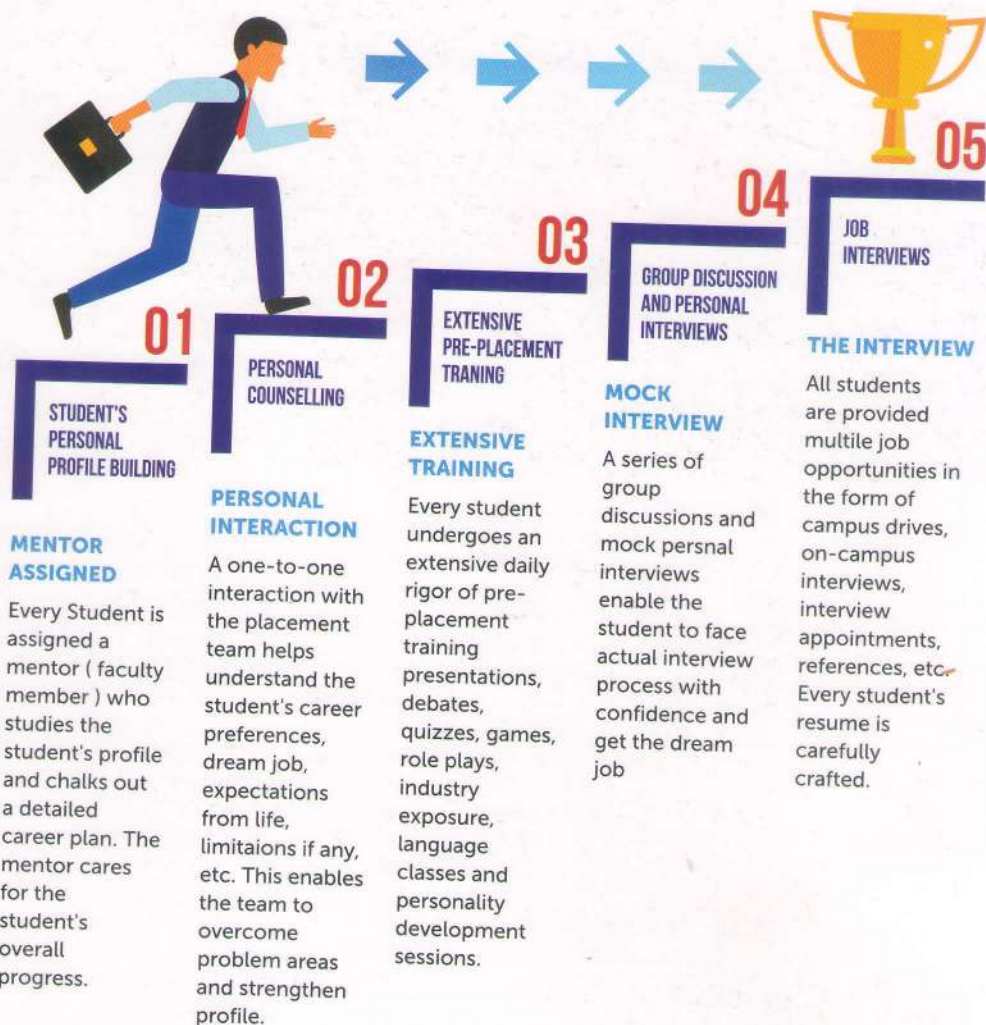 01
STUDENT'S
PERSONAL
PROFILE BUILDING
MENTOR
ASSIGNED
Every Student is
assigned a
mentor ( faculty
member ) who
studies the
student's profile
and chalks out
a detailed
career plan. The
mentor cares
for the
student's
overall
progress.
02
PERSONAL
COUNSELLING
PERSONAL
INTERACTION
A one-to-one
interaction with
the placement
team helps
understand the
student's career
preferences,
dream job,
expectations
from life,
limitaions if any,
etc. This enables
the team to
overcome
problem areas
and strengthen
profile.
03
EXTENSIVE
PRE-PLACEMENT
TRANING
EXTENSIVE
TRAINING
Every student
undergoes an
extensive daily
rigor of pre-
placement
training
presentations,
debates,
quizzes, games,
role plays,
industry
exposure,
language
classes and
personality
development
sessions.
04
GROUP DISCUSSION
AND PERSONAL
INTERVIEWS
MOCK
INTERVIEW
A series of
group
discussions and
mock persnal
interviews
enable the
student to face
actual interview
process with
confidence and
get the dream
job
05
JOB
INTERVIEWS
THE INTERVIEW
All students
are provided
multile job
opportunities in
the form of
campus drives,
on-campus
interviews,
interview
appointments,
references, etc.
Every student's
resume is
carefully
crafted.